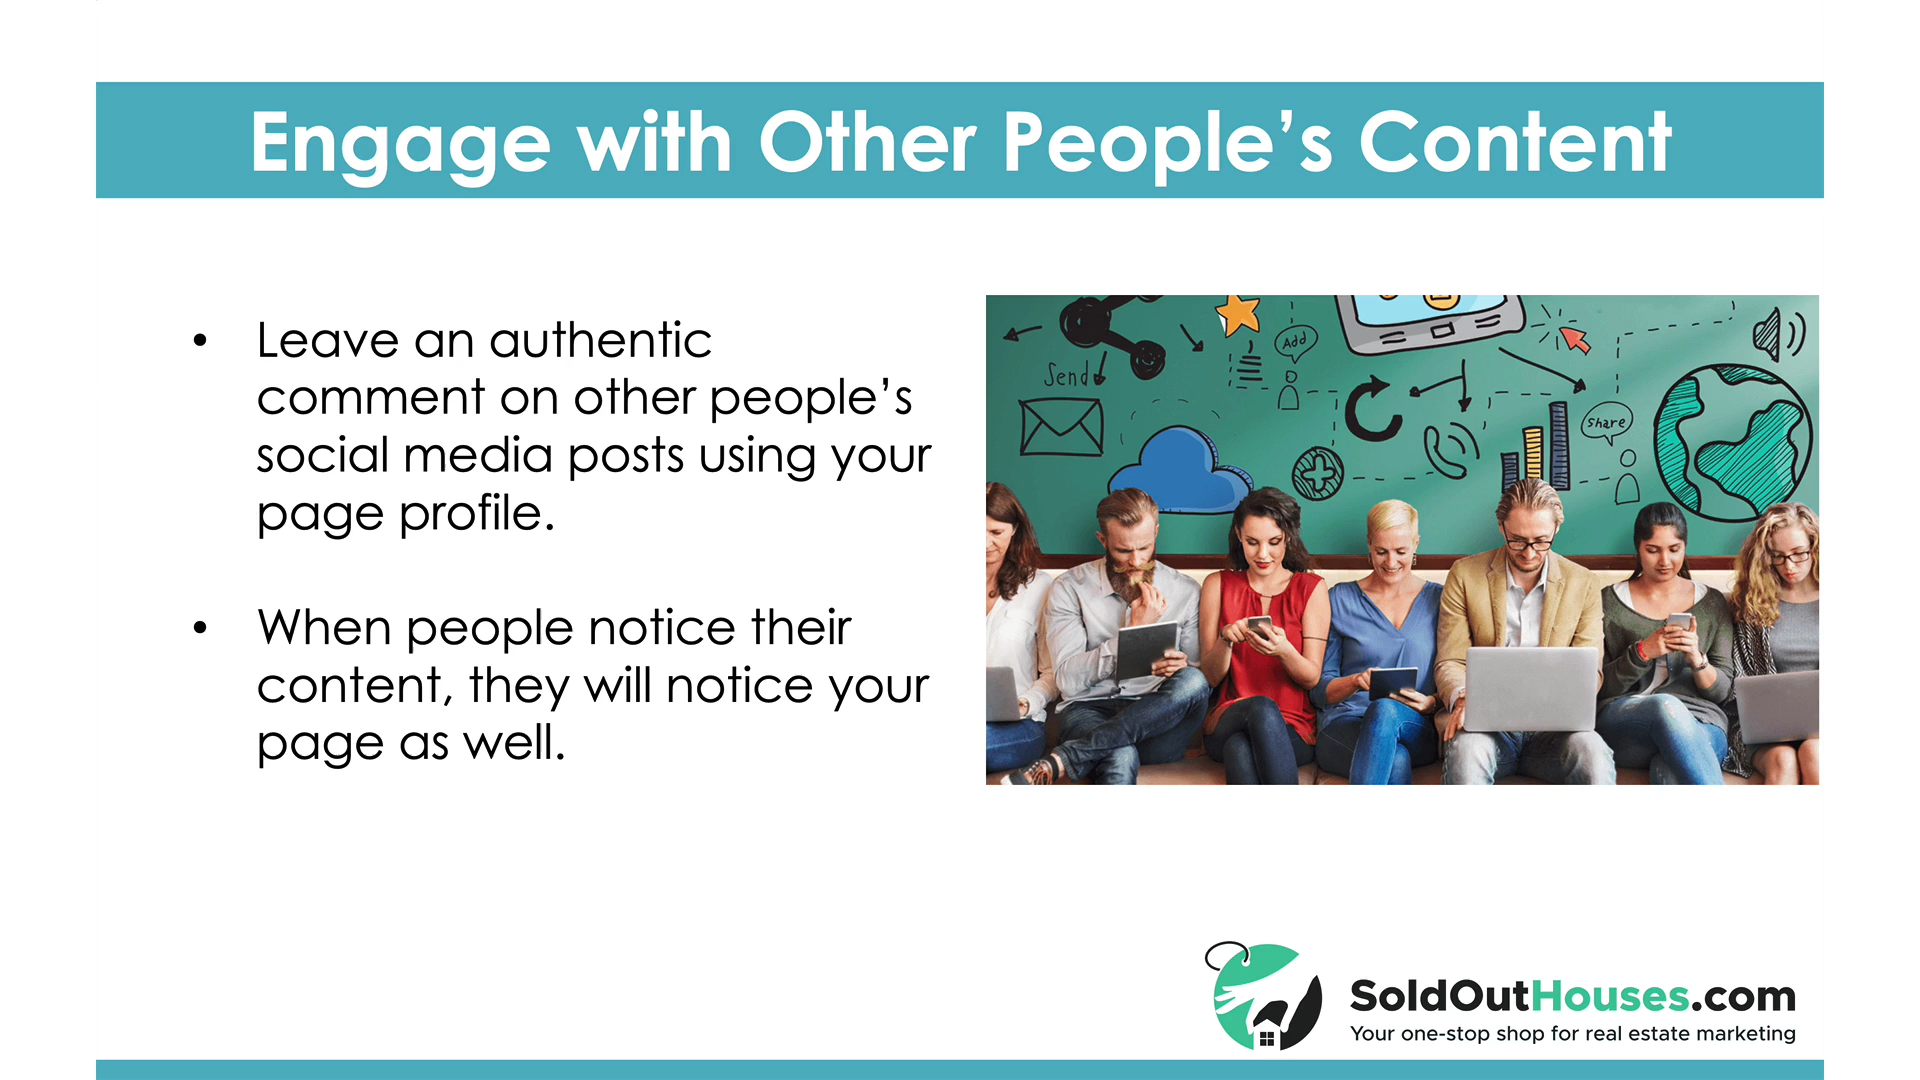 Engage with Other People’s Content
• Leave an authentic
comment on other people’s
social media posts using your
page profile.
• When people notice their
content, they will notice your
page as well.
Send
Add
Share
SoldOutHouses.com
Your one-stop shop for real estate marketing